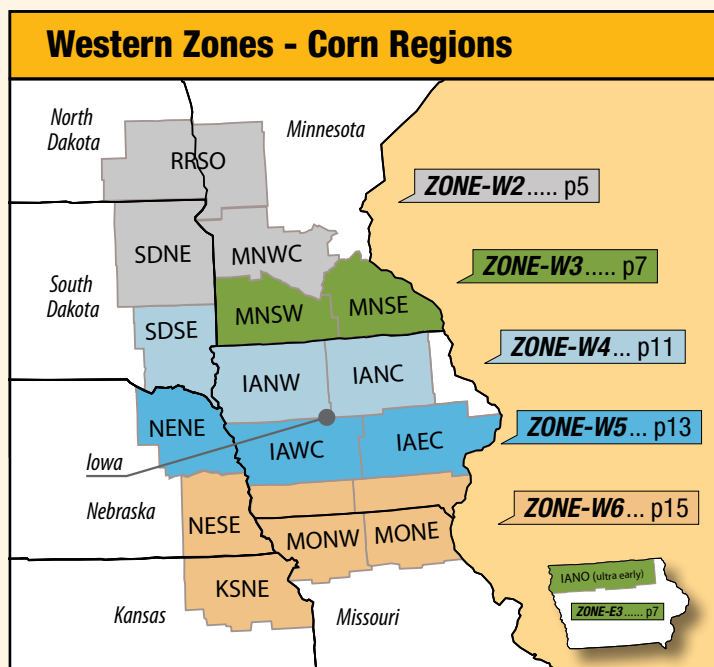 Western Zones - Corn Regions
North
Dakota
Minnesota
RRSO
ZONE-W2..... p5
SDNE
MNWC
ZONE-W3..... p7
South
Dakota
MNSW
MNSE
SDSE
ZONE-W4... p11
IANW
IANC
NENE
ZONE-W5... p13
Iowa
IAWC
IAEC
Nebraska
ZONE-W6... p15
NESE
MONW
MONE
IANO (ultra early)
KSNE
ZONE-E3...... p7
Kansas
Missouri